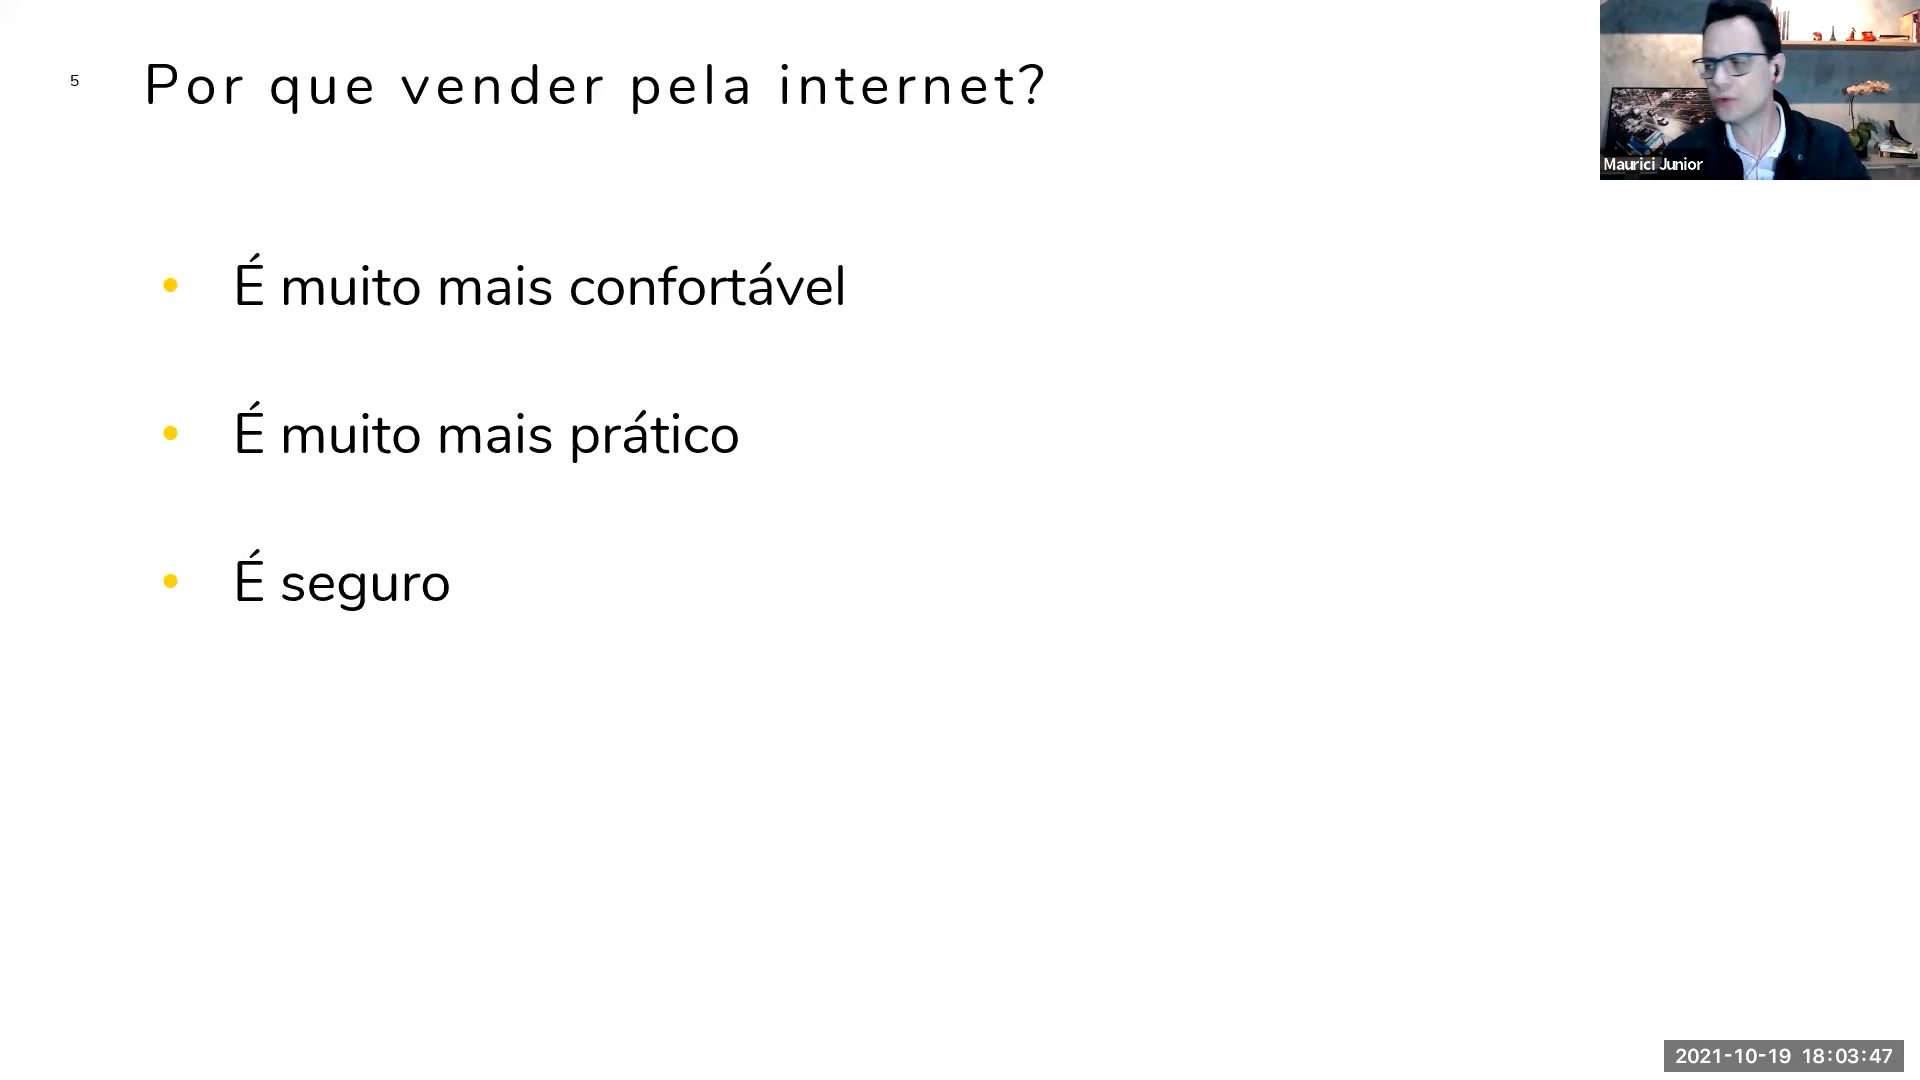 5
Por que vender pela internet?
Maurici Junior
• É muito mais confortável
• É muito mais prático
• É seguro
2021-10-19 18:03:47